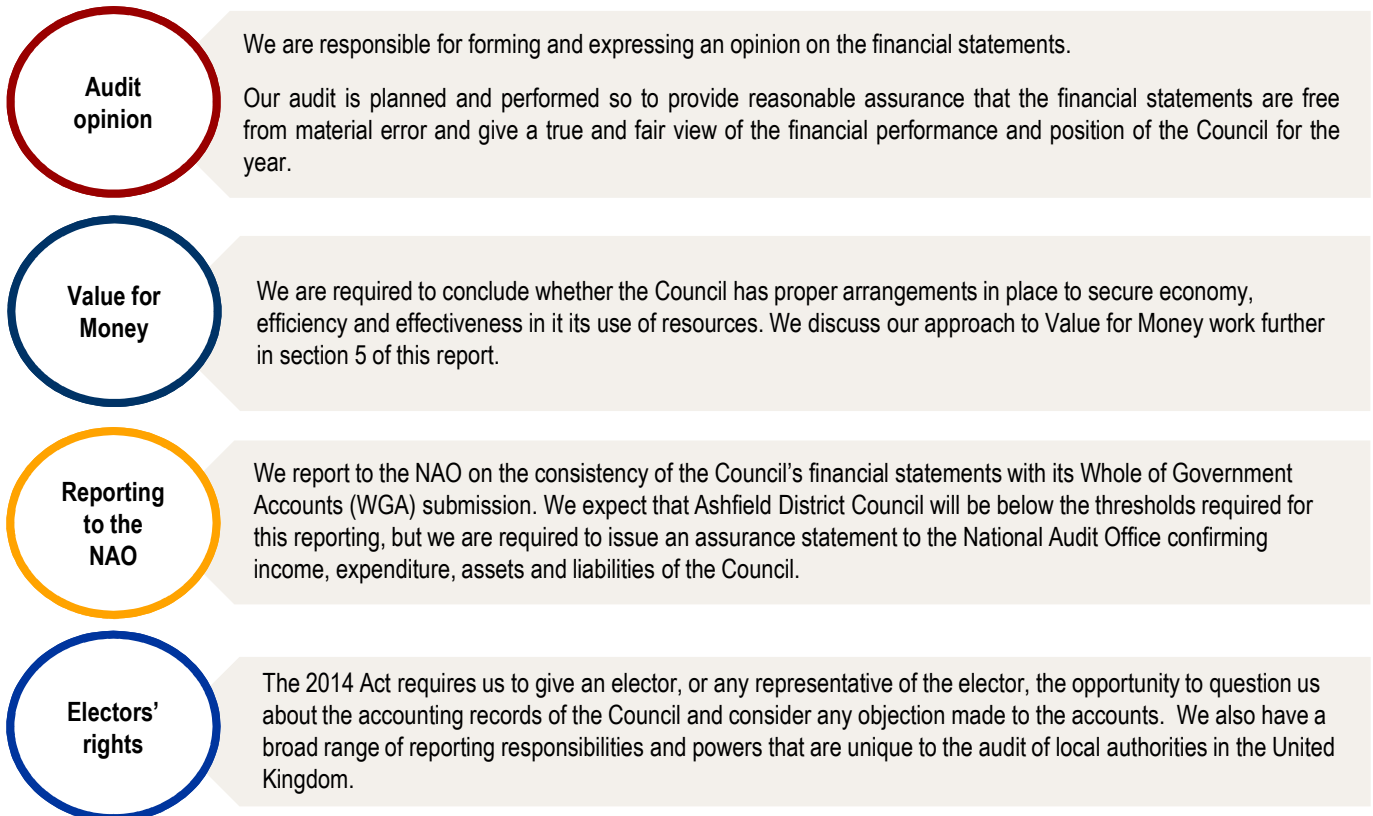 Audit
opinion
We are responsible for forming and expressing an opinion on the financial statements.
Our audit is planned and performed so to provide reasonable assurance that the financial statements are free
from material error and give a true and fair view of the financial performance and position of the Council for the
year.
Value for
Money
We are required to conclude whether the Council has proper arrangements in place to secure economy,
efficiency and effectiveness in it its use of resources. We discuss our approach to Value for Money work further
in section 5 of this report.
Reporting
to the
NAO
We report to the NAO on the consistency of the Council’s financial statements with its Whole of Government
Accounts (WGA) submission. We expect that Ashfield District Council will be below the thresholds required for
this reporting, but we are required to issue an assurance statement to the National Audit Office confirming
income, expenditure, assets and liabilities of the Council.
Electors’
rights
The 2014 Act requires us to give an elector, or any representative of the elector, the opportunity to question us
about the accounting records of the Council and consider any objection made to the accounts.  We also have a
broad range of reporting responsibilities and powers that are unique to the audit of local authorities in the United
Kingdom.